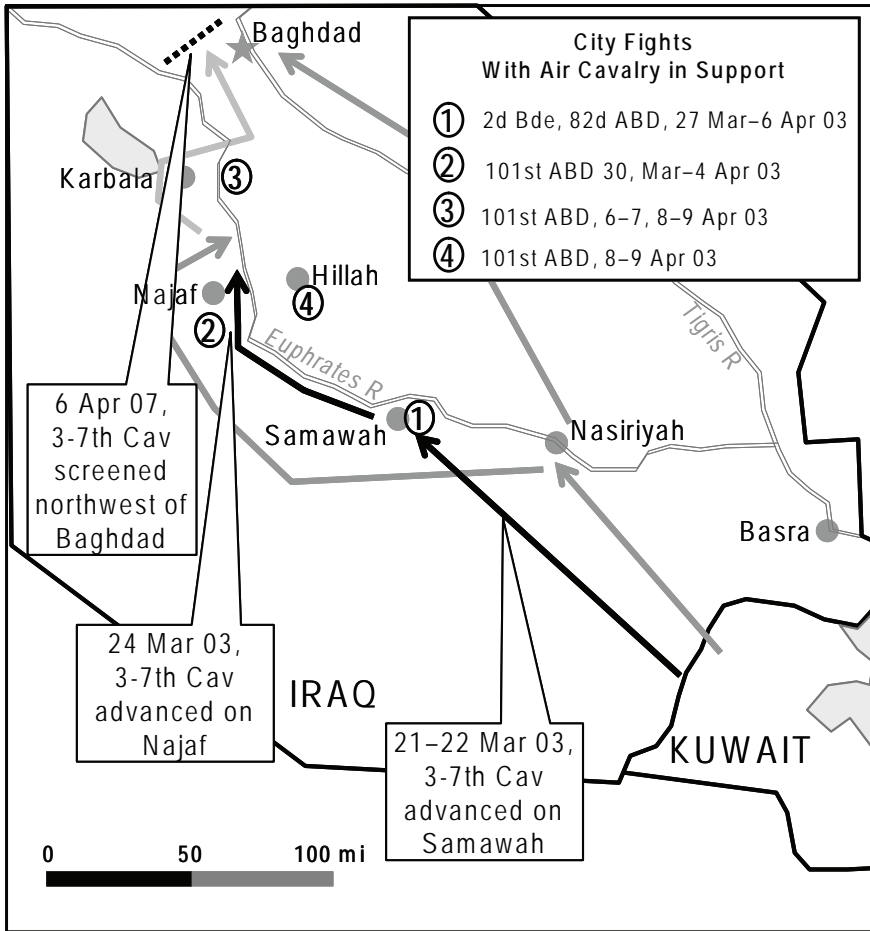 Baghdad
City Fights
With Air Cavalry in Support
1 2d Bde, 82d ABD, 27 Mar–6 Apr 03
2 101st ABD 30, Mar–4 Apr 03
3 101st ABD, 6–7, 8–9 Apr 03
4 101st ABD, 8–9 Apr 03
Karbala
3
Najaf
2
Hillah
4
Euphrates R
Tigris R
Samawah
1
Nasiriyah
Basra
6 Apr 07,
3-7th Cav
screened
northwest of
Baghdad
24 Mar 03,
3-7th Cav
advanced on
Najaf
IRAQ
21–22 Mar 03,
3-7th Cav
advanced on
Samawah
KUWAIT
0 50 100 mi